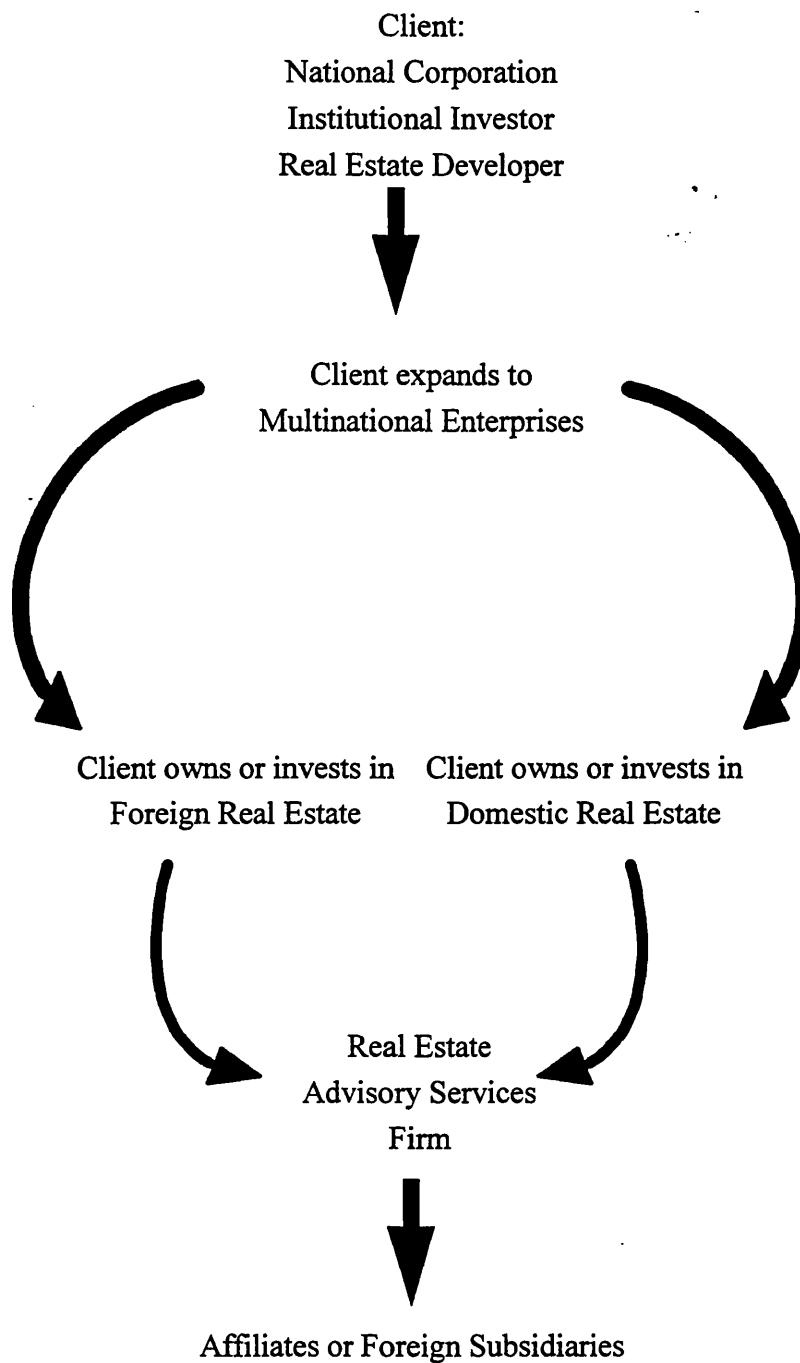 Client:
National Corporation
Institutional Investor
Real Estate Developer
Client expands to
Multinational Enterprises
Client owns or invests in
Foreign Real Estate
Client owns or invests in
Domestic Real Estate
Real Estate
Advisory Services
Firm
Affiliates or Foreign Subsidiaries